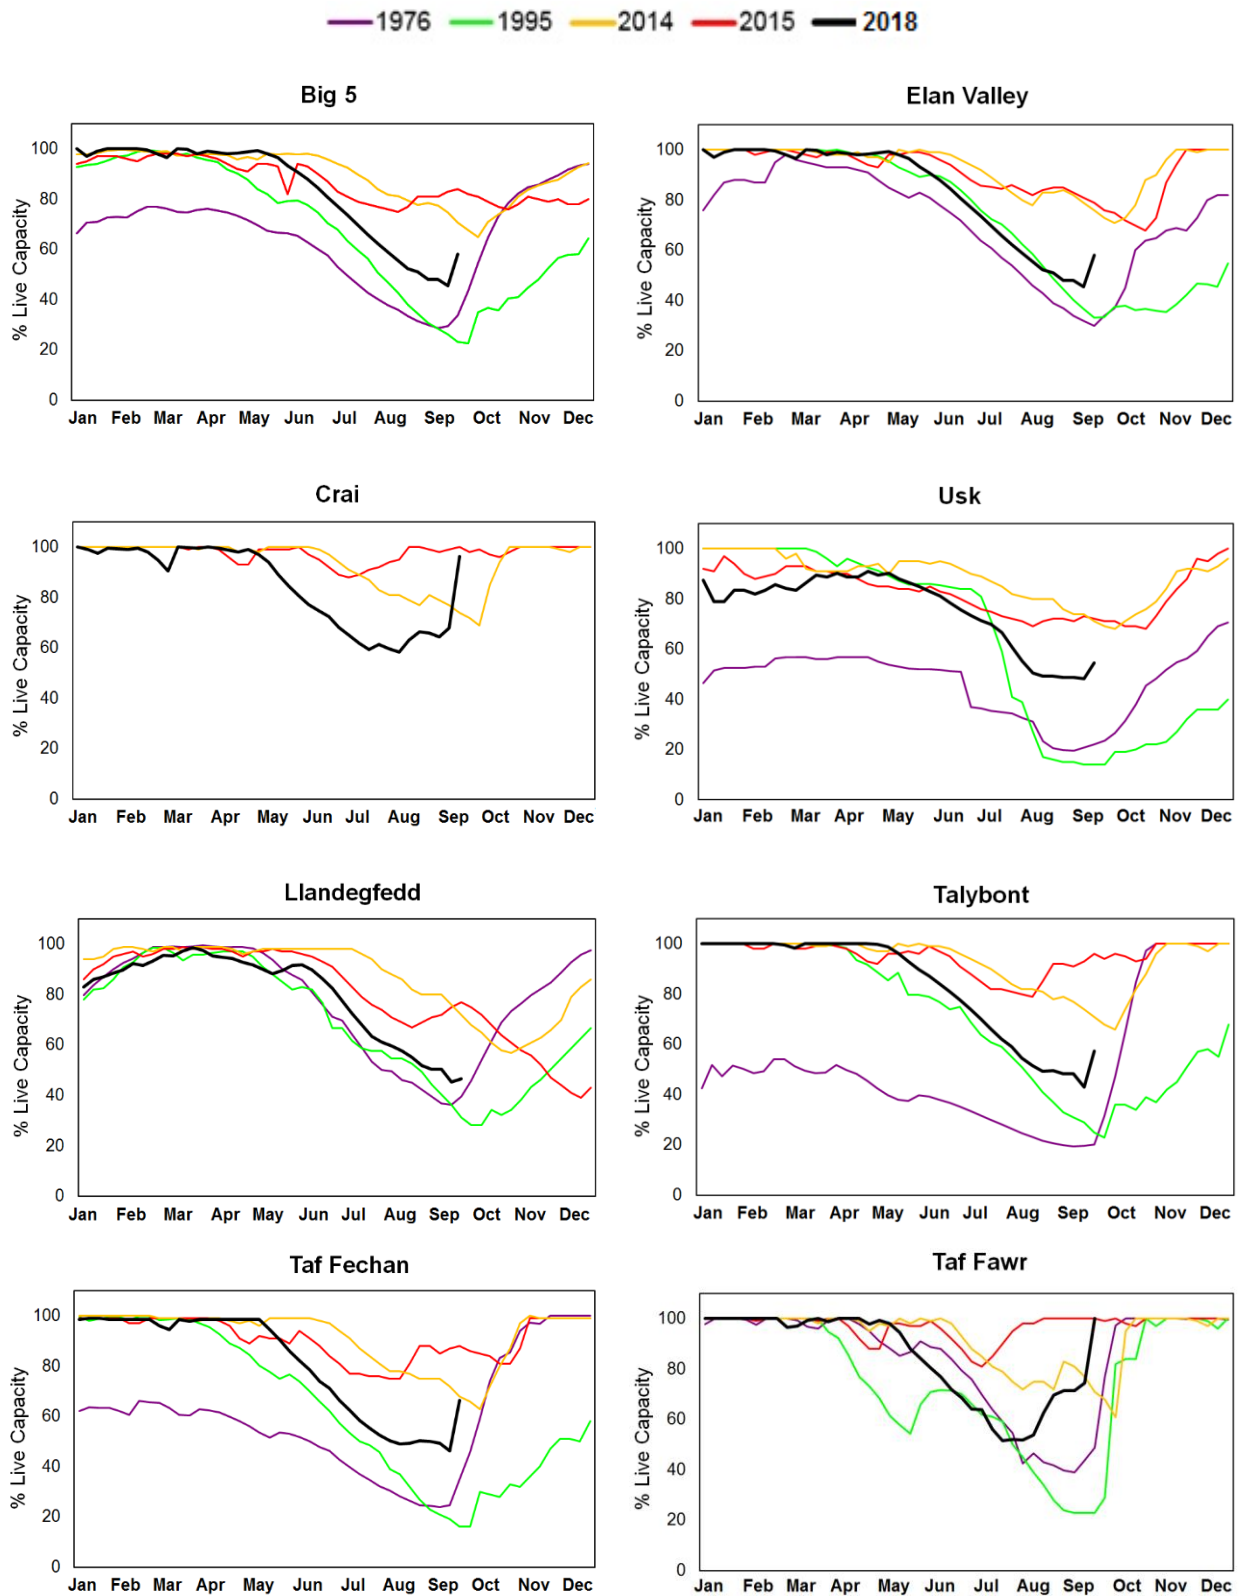 1976 1995 2014 2015 2018
Big 5
% Live Capacity
100
80
60
40
20
0
Jan Feb Mar Apr May Jun Jul Aug Sep Oct Nov Dec
Elan Valley
% Live Capacity
100
80
60
40
20
0
Jan Feb Mar Apr May Jun Jul Aug Sep Oct Nov Dec
Crai
% Live Capacity
100
80
60
40
20
0
Jan Feb Mar Apr May Jun Jul Aug Sep Oct Nov Dec
Usk
% Live Capacity
100
80
60
40
20
0
Jan Feb Mar Apr May Jun Jul Aug Sep Oct Nov Dec
Llandegfedd
% Live Capacity
100
80
60
40
20
0
Jan Feb Mar Apr May Jun Jul Aug Sep Oct Nov Dec
Talybont
% Live Capacity
100
80
60
40
20
0
Jan Feb Mar Apr May Jun Jul Aug Sep Oct Nov Dec
Taf Fechan
% Live Capacity
100
80
60
40
20
0
Jan Feb Mar Apr May Jun Jul Aug Sep Oct Nov Dec
Taf Fawr
% Live Capacity
100
80
60
40
20
0
Jan Feb Mar Apr May Jun Jul Aug Sep Oct Nov Dec